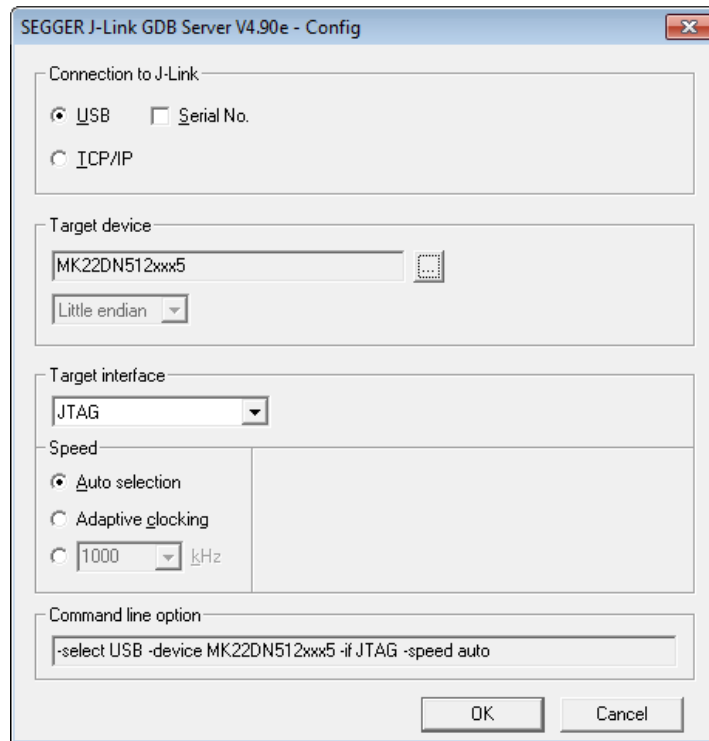 SEGGER J-Link GDB Server V4.90e - Config
Connection to J-Link
USB Serial No.
TCP/IP
Target device
MK22DN512xxx5 ...
Little endian
Target interface
JTAG
Speed
Auto selection
Adaptive clocking
1000 kHz
Command line option
-select USB -device MK22DN512xxx5 -if JTAG -speed auto
OK Cancel